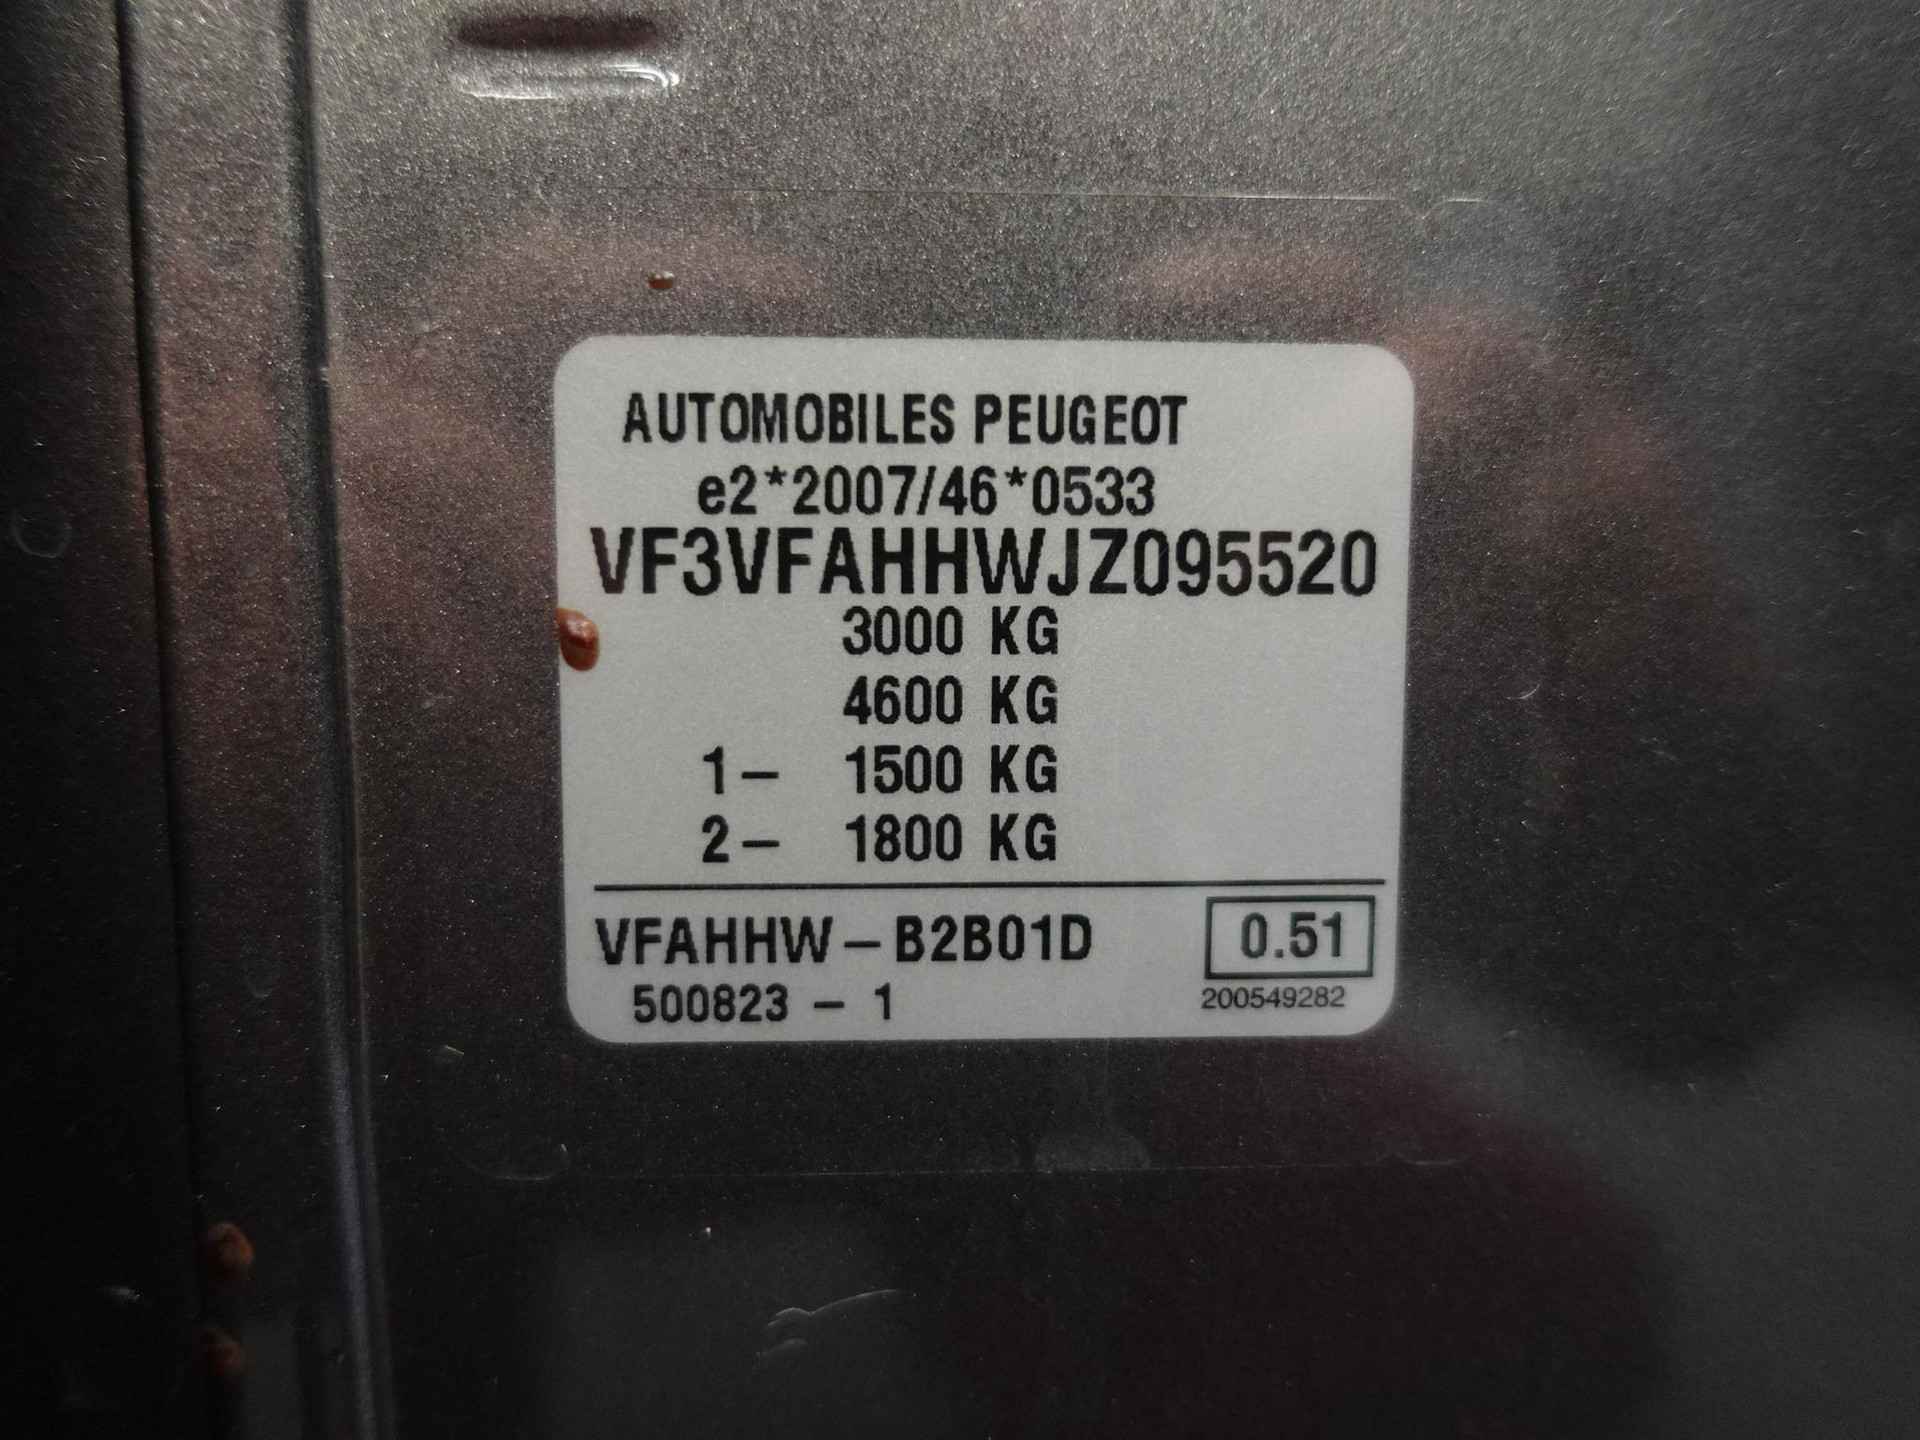 AUTOMOBILES PEUGEOT
e2*2007/46*0533
VF3VFAHHWJZ095520
3000 KG
4600 KG
1- 1500 KG
2- 1800 KG
VFAHHW-B2B01D
0.51
500823 - 1
200549282